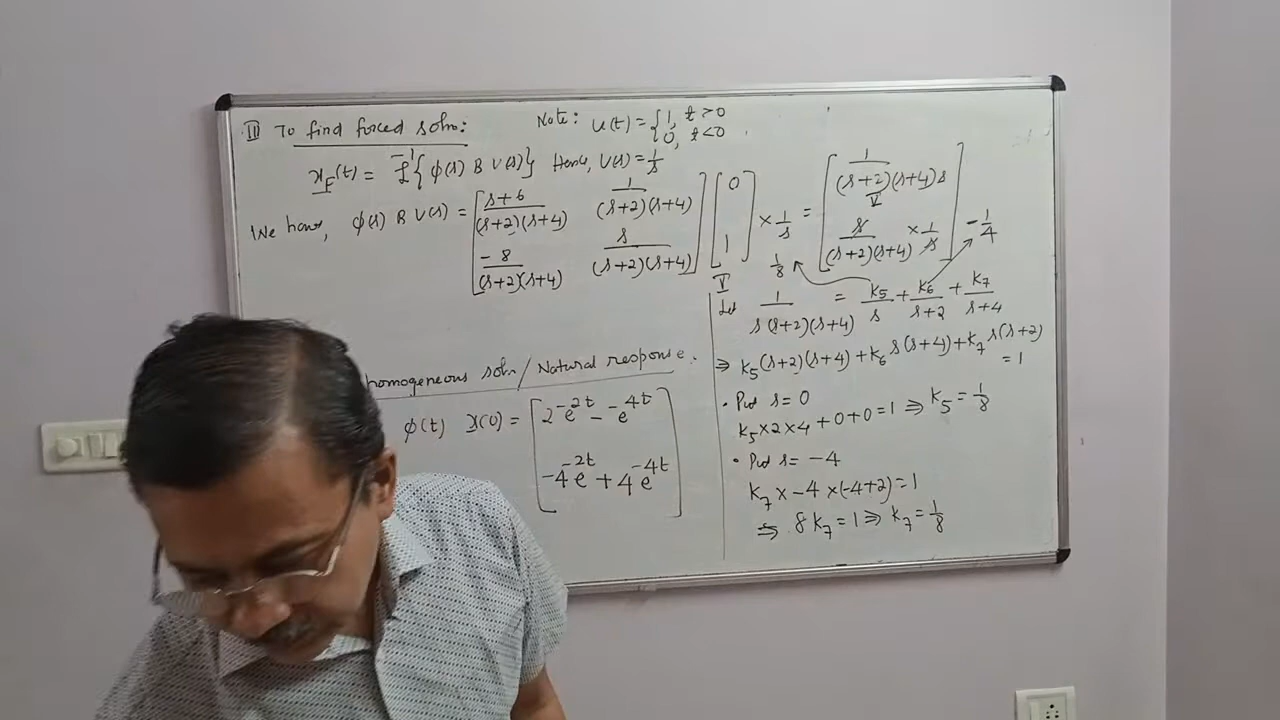 II To find forced soln:
Note: u(t) = { 1, t>0
0, t<0
x_F(t) = £⁻¹{ φ(s) B U(s) } Hence, U(s) = 1/s
We have, φ(s) B U(s) = [ (s+6)/((s+2)(s+4)) 1/((s+2)(s+4)) ; -8/((s+2)(s+4)) s/((s+2)(s+4)) ] [ 0 ; 1 ] × 1/s = [ 1/((s+2)(s+4)s) ; s/((s+2)(s+4)) × 1/s ]
homogeneous soln/Natural response.
φ(t) x(0) = [ 2e^-2t - e^-4t ; -4e^-2t + 4e^-4t ]
1/8
-1/4
Let 1/(s(s+2)(s+4)) = K₅/s + K₆/(s+2) + K₇/(s+4)
⇒ K₅(s+2)(s+4) + K₆ s(s+4) + K₇ s(s+2)
= 1
• Put s=0
K₅×2×4+0+0=1 ⇒ K₅ = 1/8
• Put s=-4
K₇ × -4 × (-4+2) = 1
⇒ 8K₇ = 1 ⇒ K₇ = 1/8